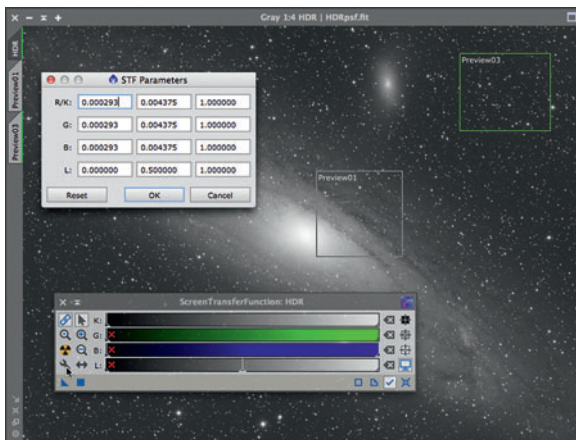 Gray 1:4 HDR | HDRpsf.fit
HDR
Preview01
Preview03
Preview03
STF Parameters
R/K: 0.000293 0.004375 1.000000
G: 0.000293 0.004375 1.000000
B: 0.000293 0.004375 1.000000
L: 0.000000 0.500000 1.000000
Reset OK Cancel
Preview01
ScreenTransferFunction: HDR
K:
G:
B:
L: